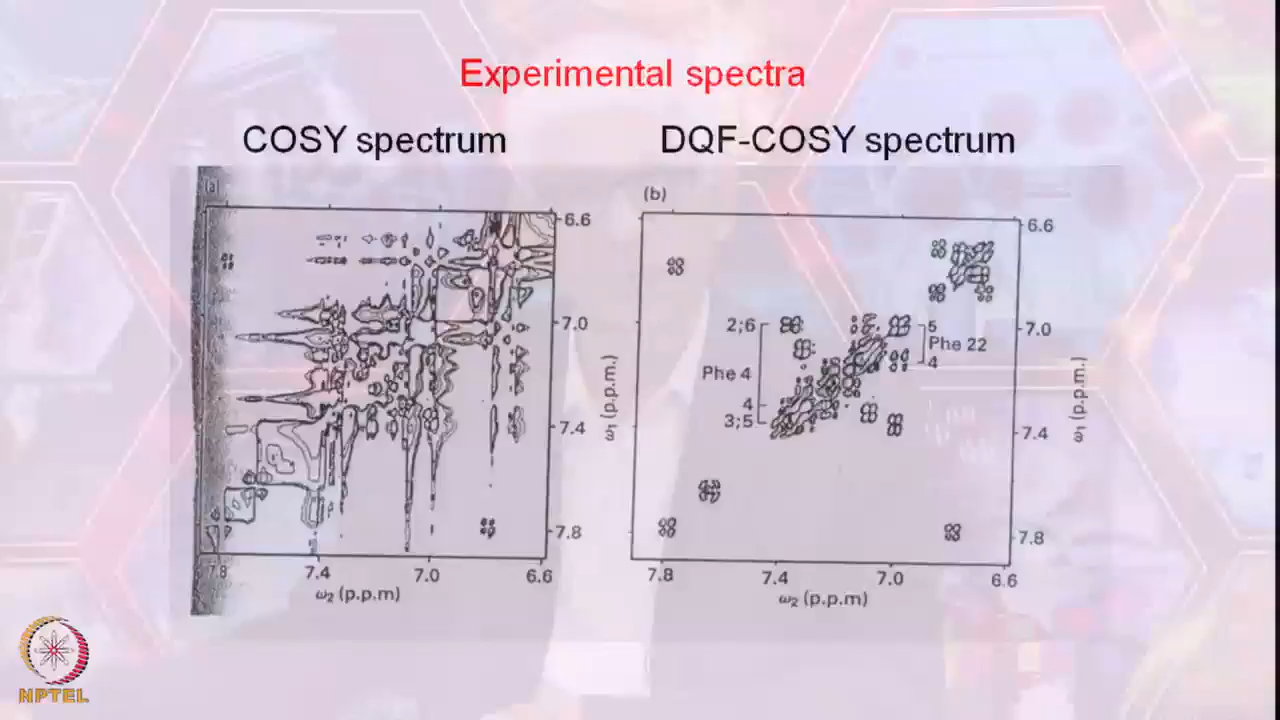 Experimental spectra
COSY spectrum
DQF-COSY spectrum
(a)
6.6
7.0
7.4
7.8
ω₁ (p.p.m.)
7.8
7.4
7.0
6.6
ω₂ (p.p.m)
(b)
6.6
7.0
7.4
7.8
ω₁ (p.p.m.)
2;6
Phe 4
4
3;5
5
Phe 22
4
7.8
7.4
7.0
6.6
ω₂ (p.p.m)
NPTEL